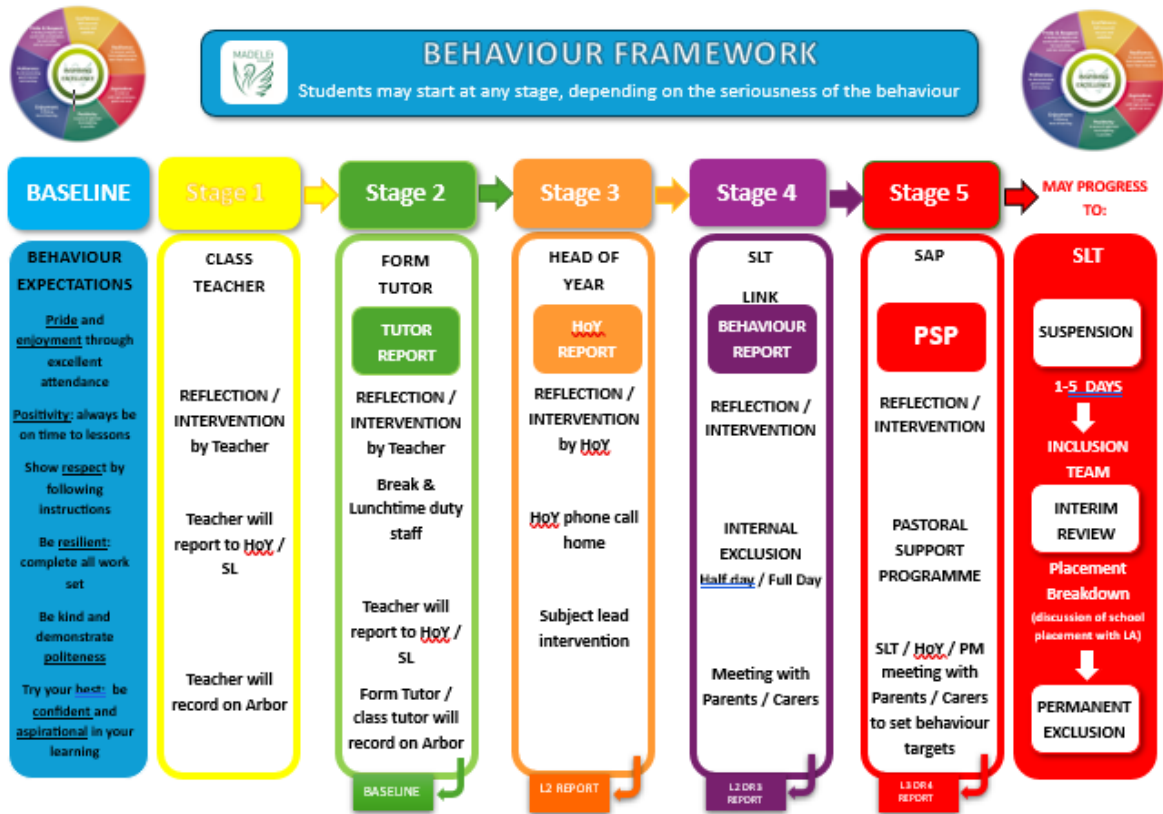 MADELEY
BEHAVIOUR FRAMEWORK
Students may start at any stage, depending on the seriousness of the behaviour
BASELINE
BEHAVIOUR
EXPECTATIONS
Pride and
enjoyment through
excellent
attendance
Positivity: always be
on time to lessons
Show respect by
following
instructions
Be resilient:
complete all work
set
Be kind and
demonstrate
politeness
Try your best: be
confident and
aspirational in your
learning
Stage 1
CLASS
TEACHER
REFLECTION /
INTERVENTION
by Teacher
Teacher will
report to HoY /
SL
Teacher will
record on Arbor
Stage 2
FORM
TUTOR
TUTOR
REPORT
REFLECTION /
INTERVENTION
by Teacher
Break &
Lunchtime duty
staff
Teacher will
report to HoY /
SL
Form Tutor /
class tutor will
record on Arbor
BASELINE
Stage 3
HEAD OF
YEAR
HoY
REPORT
REFLECTION /
INTERVENTION
by HoY
HoY phone call
home
Subject lead
intervention
L2 REPORT
Stage 4
SLT
LINK
BEHAVIOUR
REPORT
REFLECTION /
INTERVENTION
INTERNAL
EXCLUSION
Half day / Full Day
Meeting with
Parents / Carers
L2 OR 3
REPORT
Stage 5
SAP
PSP
REFLECTION /
INTERVENTION
PASTORAL
SUPPORT
PROGRAMME
SLT / HoY / PM
meeting with
Parents / Carers
to set behaviour
targets
L3 OR 4
REPORT
MAY PROGRESS
TO:
SLT
SUSPENSION
1-5 DAYS
INCLUSION
TEAM
INTERIM
REVIEW
Placement
Breakdown
(discussion of school
placement with LA)
PERMANENT
EXCLUSION